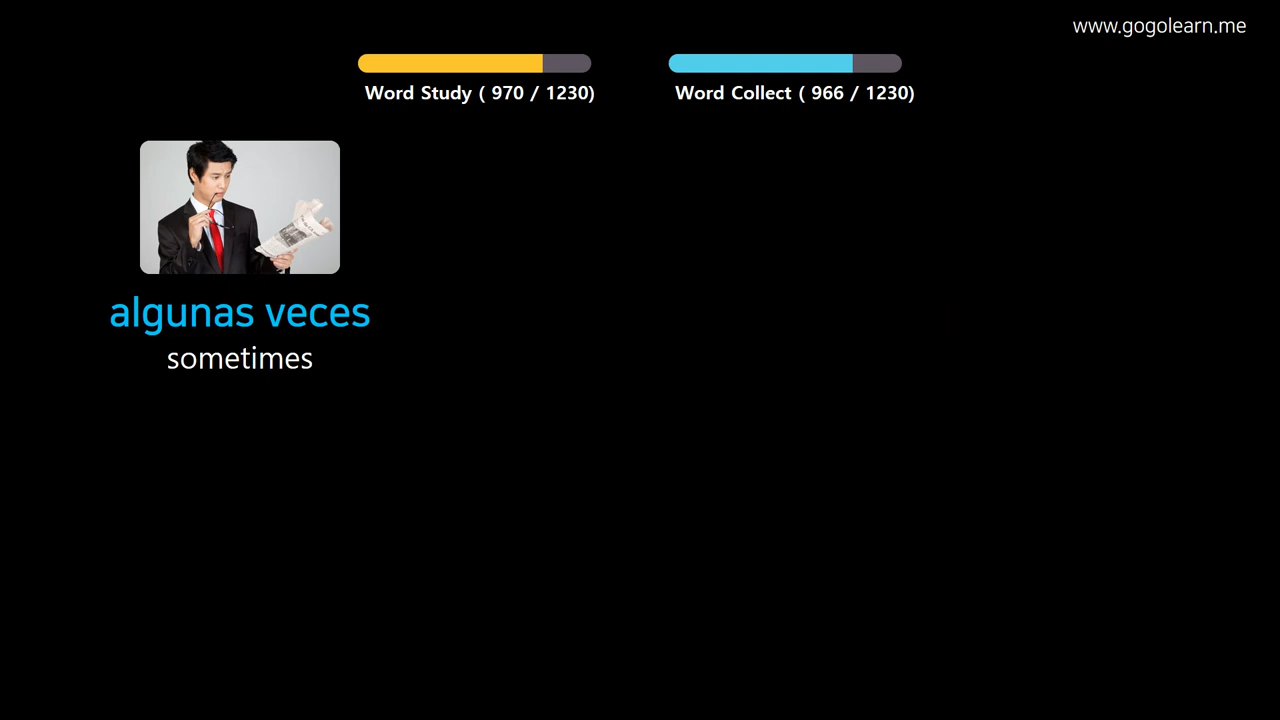 www.gogolearn.me
Word Study ( 970 / 1230)
Word Collect ( 966 / 1230)
algunas veces
sometimes